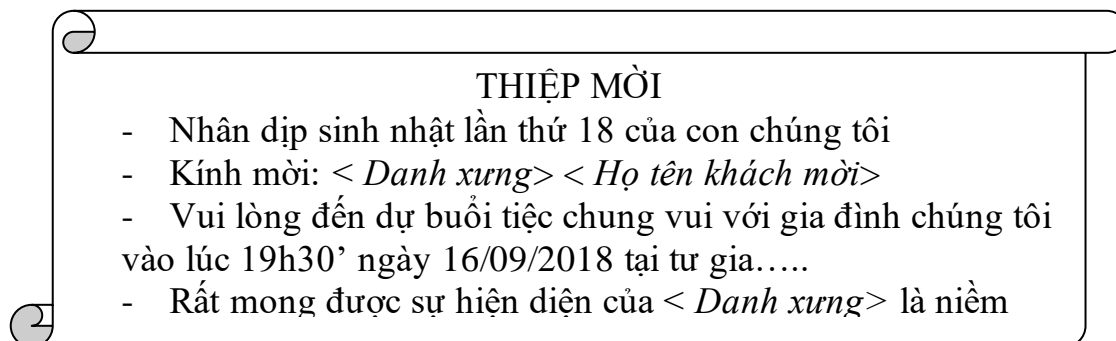 THIỆP MỜI
- Nhân dịp sinh nhật lần thứ 18 của con chúng tôi
- Kính mời: < Danh xưng> < Họ tên khách mời>
- Vui lòng đến dự buổi tiệc chung vui với gia đình chúng tôi
vào lúc 19h30’ ngày 16/09/2018 tại tư gia…..
- Rất mong được sự hiện diện của < Danh xưng> là niềm